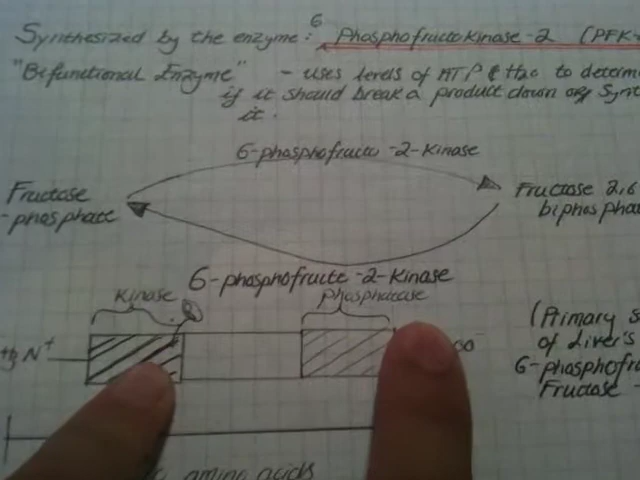 Synthesized by the enzyme: 6 Phosphofructokinase-2 (PFK-
"Bifunctional Enzyme" - uses levels of ATP & H2O to determ
if it should break a product down or synt
it.
6-phosphofructo-2-kinase
Fructose
-phosphate
Fructose 2,6
biphospha
6-phosphofructo-2-kinase
kinase
phosphatase
N+
P
(Primary s
of Liver's
6-phosphofr
Fructose -
amino acids